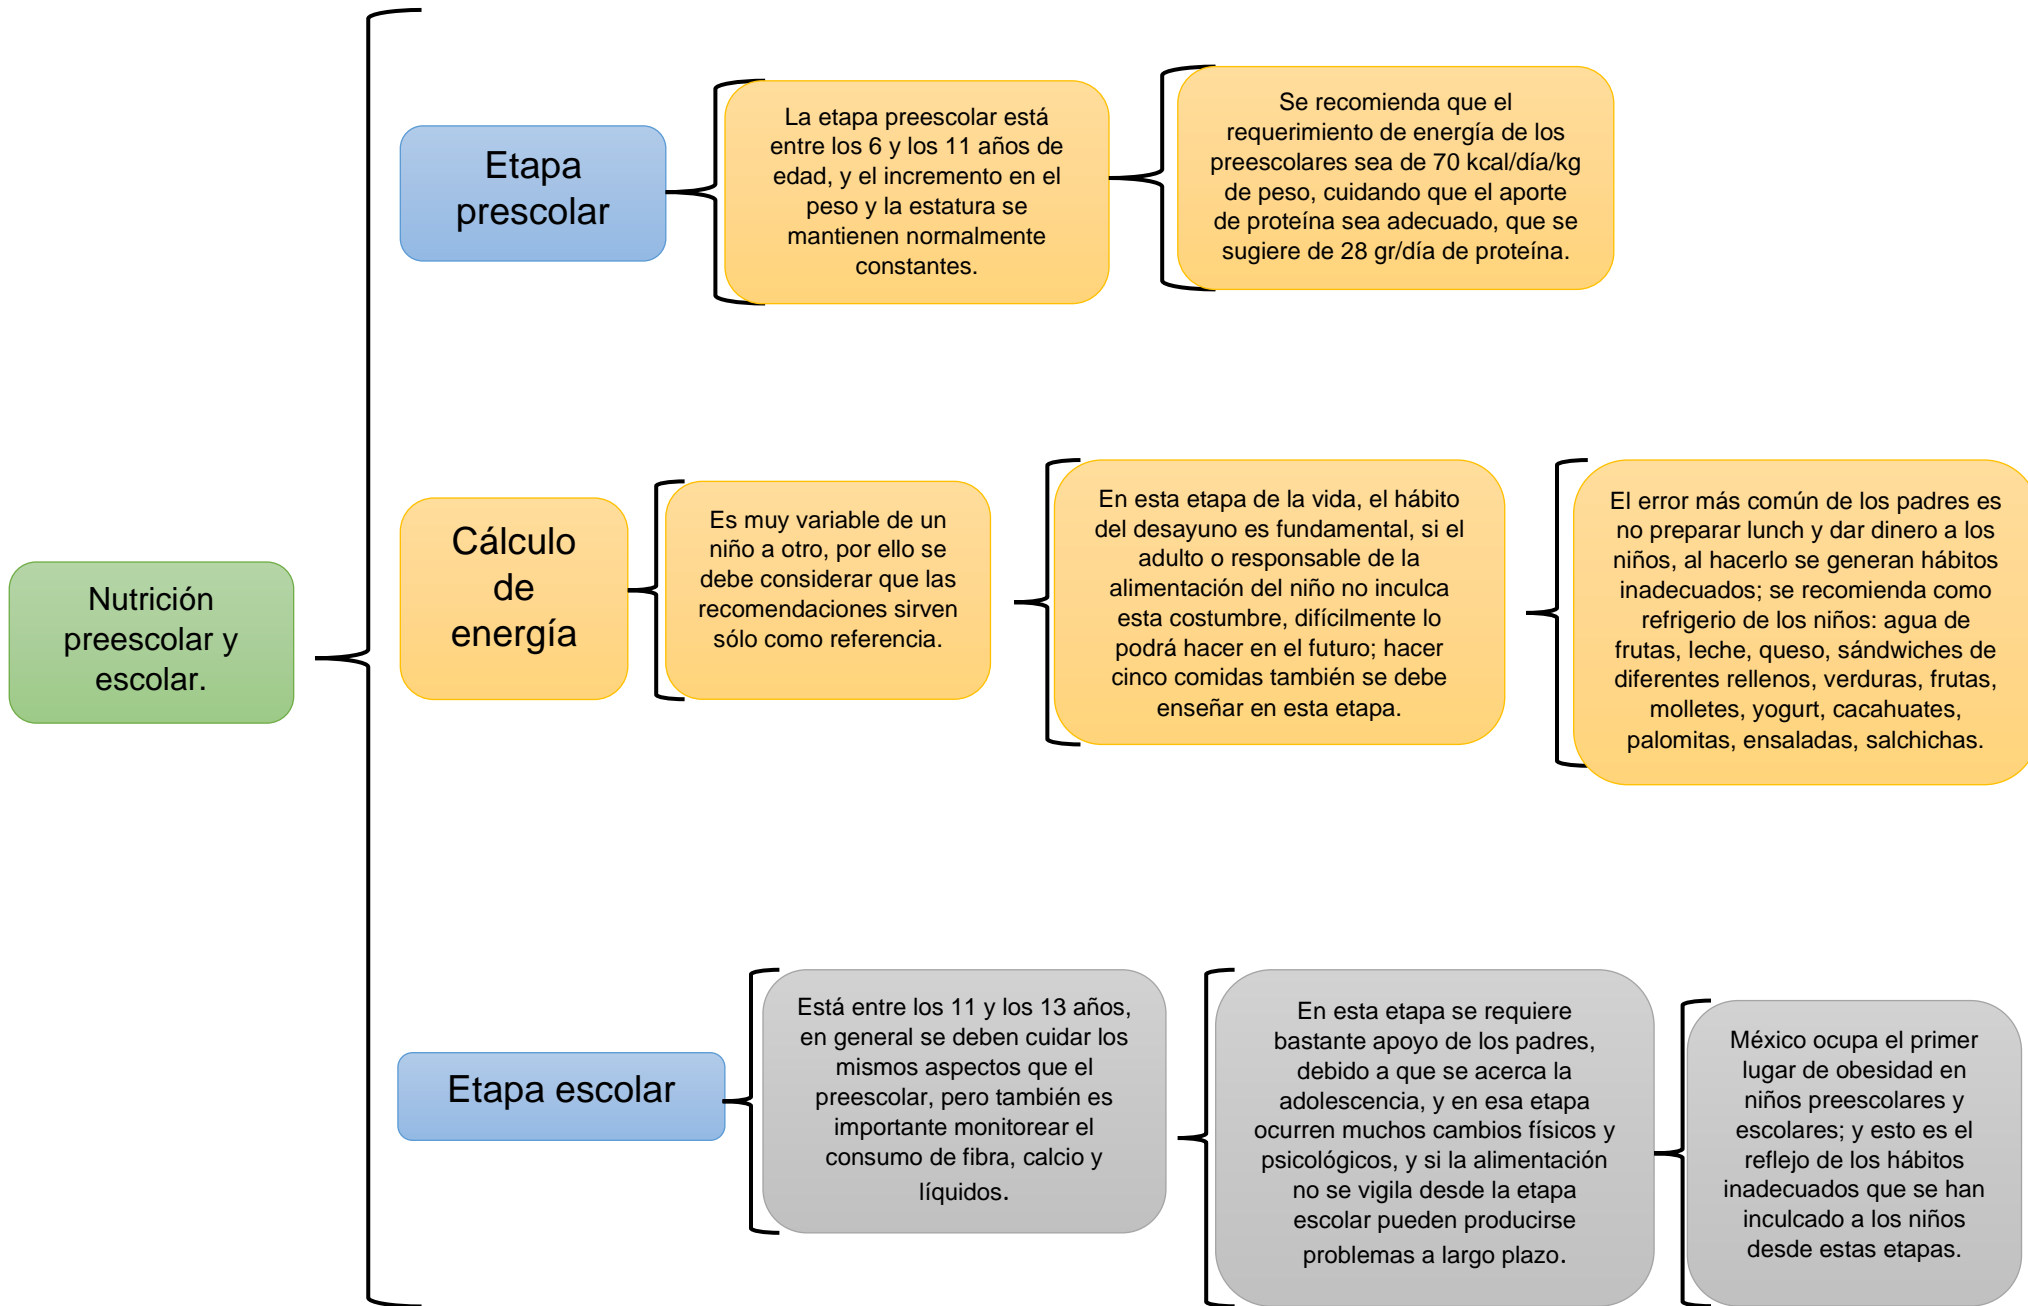 Nutrición
preescolar y
escolar.
Etapa
prescolar
La etapa preescolar está
entre los 6 y los 11 años de
edad, y el incremento en el
peso y la estatura se
mantienen normalmente
constantes.
Se recomienda que el
requerimiento de energía de los
preescolares sea de 70 kcal/día/kg
de peso, cuidando que el aporte
de proteína sea adecuado, que se
sugiere de 28 gr/día de proteína.
Cálculo
de
energía
Es muy variable de un
niño a otro, por ello se
debe considerar que las
recomendaciones sirven
sólo como referencia.
En esta etapa de la vida, el hábito
del desayuno es fundamental, si el
adulto o responsable de la
alimentación del niño no inculca
esta costumbre, difícilmente lo
podrá hacer en el futuro; hacer
cinco comidas también se debe
enseñar en esta etapa.
El error más común de los padres es
no preparar lunch y dar dinero a los
niños, al hacerlo se generan hábitos
inadecuados; se recomienda como
refrigerio de los niños: agua de
frutas, leche, queso, sándwiches de
diferentes rellenos, verduras, frutas,
molletes, yogurt, cacahuates,
palomitas, ensaladas, salchichas.
Etapa escolar
Está entre los 11 y los 13 años,
en general se deben cuidar los
mismos aspectos que el
preescolar, pero también es
importante monitorear el
consumo de fibra, calcio y
líquidos.
En esta etapa se requiere
bastante apoyo de los padres,
debido a que se acerca la
adolescencia, y en esa etapa
ocurren muchos cambios físicos y
psicológicos, y si la alimentación
no se vigila desde la etapa
escolar pueden producirse
problemas a largo plazo.
México ocupa el primer
lugar de obesidad en
niños preescolares y
escolares; y esto es el
reflejo de los hábitos
inadecuados que se han
inculcado a los niños
desde estas etapas.